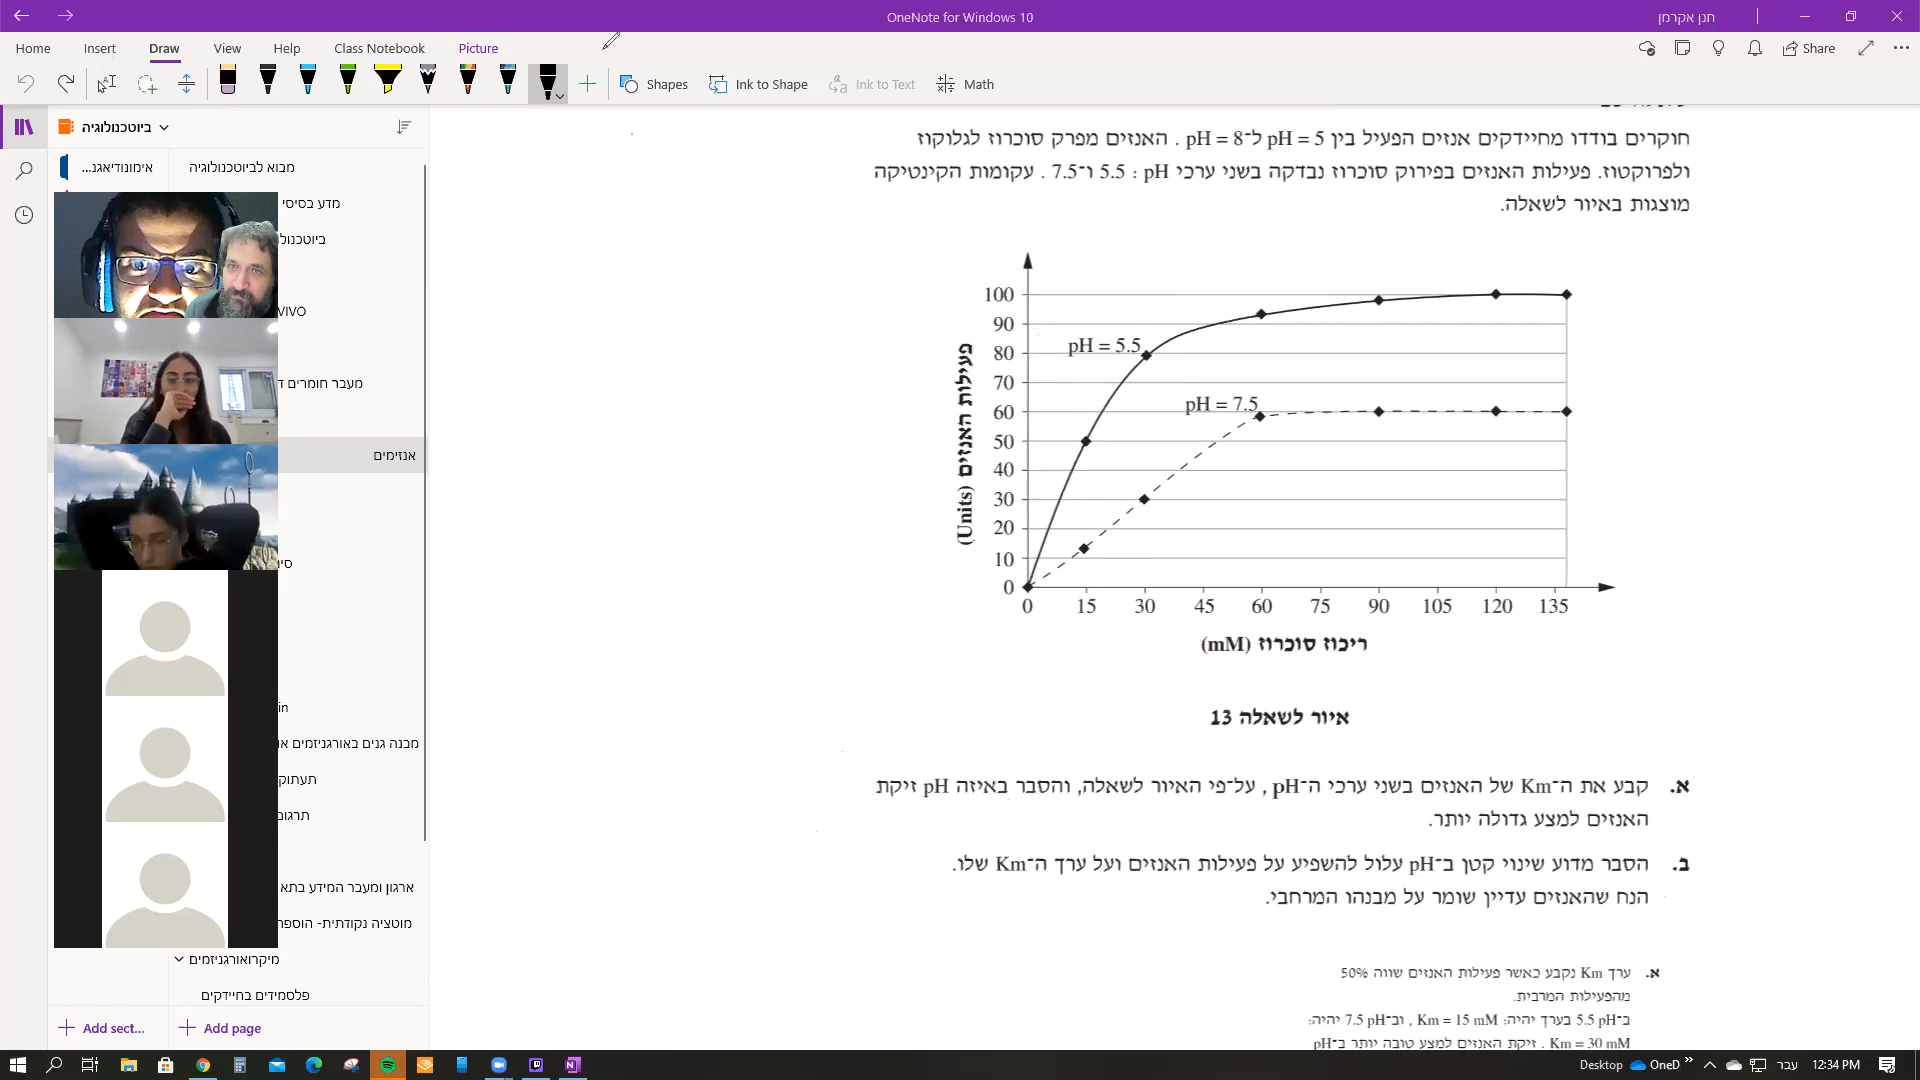 OneNote for Windows 10
חנן אקרמן
Home Insert Draw View Help Class Notebook Picture
Share
Shapes Ink to Shape Ink to Text Math
ביוטכנולוגיה
אימונודיאגנ...
מבוא לביוטכנולוגיה
מדע בסיסי
ביוטכנול
VIVO
מעבר חומרים ד
אנזימים
סי
in
מבנה גנים באורגניזמים או
תעתוק
תרגום
ארגון ומעבר המידע בתא
מוטציה נקודתית- הוספה
מיקרואורגניזמים
פלסמידים בחיידקים
Add sect...
Add page
חוקרים בודדו מחיידקים אנזים הפעיל בין pH = 5 ל־pH = 8 . האנזים מפרק סוכרוז לגלוקוז
ולפרוקטוז. פעילות האנזים בפירוק סוכרוז נבדקה בשני ערכי pH : 5.5 ו־7.5 . עקומות הקינטיקה
מוצגות באיור לשאלה.
פעילות האנזים (Units)
100
90
80
70
60
50
40
30
20
10
0
pH = 5.5
pH = 7.5
0 15 30 45 60 75 90 105 120 135
ריכוז סוכרוז (mM)
איור לשאלה 13
א. קבע את ה־Km של האנזים בשני ערכי ה־pH , על־פי האיור לשאלה, והסבר באיזה pH זיקת
האנזים למצע גדולה יותר.
ב. הסבר מדוע שינוי קטן ב־pH עלול להשפיע על פעילות האנזים ועל ערך ה־Km שלו.
הנח שהאנזים עדיין שומר על מבנהו המרחבי.
א. ערך Km נקבע כאשר פעילות האנזים שווה 50%
מהפעילות המרבית.
ב־pH 5.5 בערך יהיה: Km = 15 mM , וב־pH 7.5 יהיה:
Km = 30 mM . זיקת האנזים למצע טובה יותר ב־pH
Desktop OneD עבר 12:34 PM